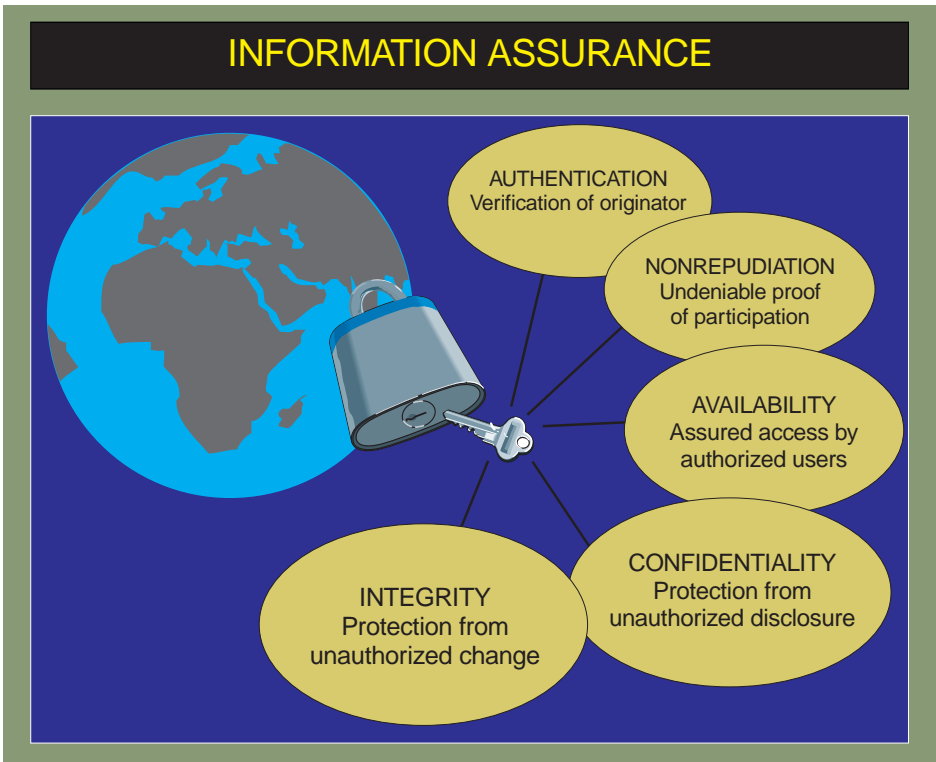 INFORMATION ASSURANCE
AUTHENTICATION
Verification of originator
NONREPUDIATION
Undeniable proof
of participation
AVAILABILITY
Assured access by
authorized users
CONFIDENTIALITY
Protection from
unauthorized disclosure
INTEGRITY
Protection from
unauthorized change